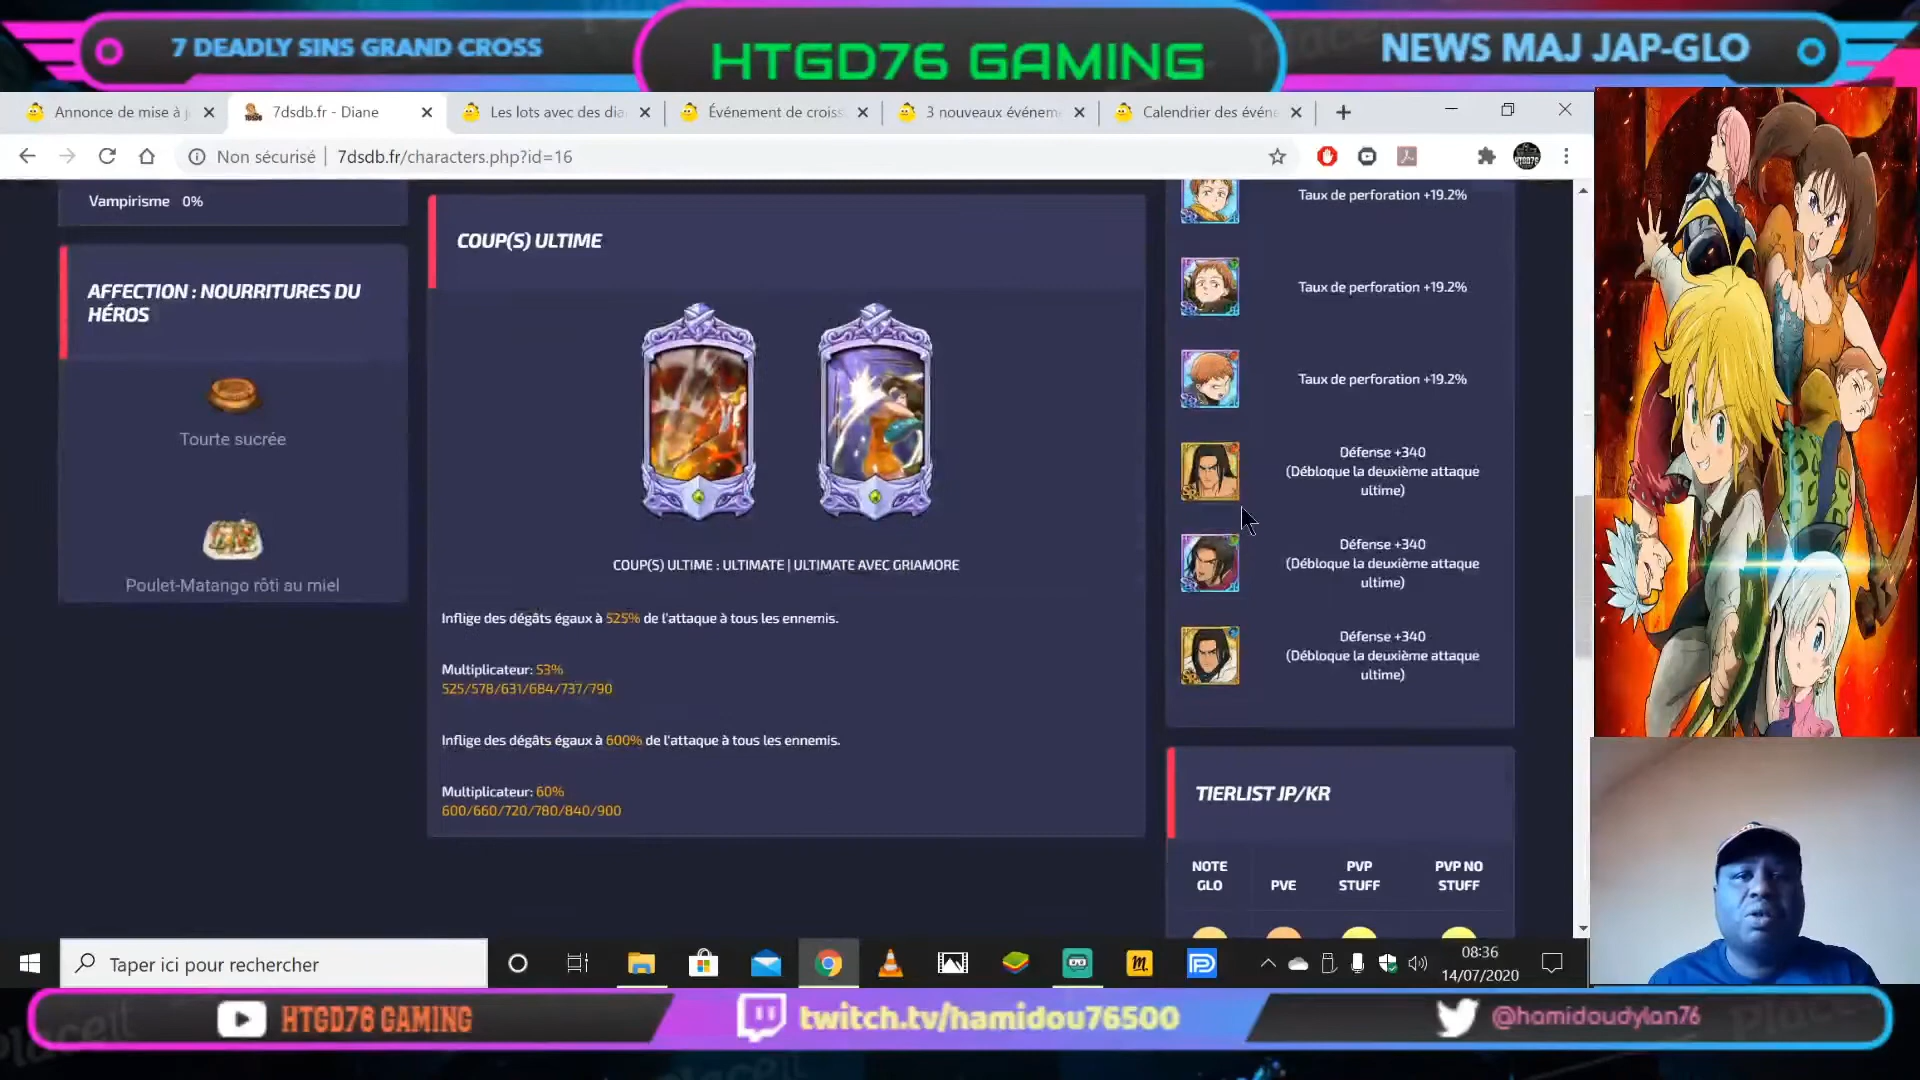 7 DEADLY SINS GRAND CROSS
HTGD76 GAMING
NEWS MAJ JAP-GLO
Annonce de mise à j
7dsdb.fr - Diane
Les lots avec des dia
Événement de croiss
3 nouveaux événem
Calendrier des événe
Non sécurisé
7dsdb.fr/characters.php?id=16
Vampirisme 0%
AFFECTION : NOURRITURES DU
HÉROS
Tourte sucrée
Poulet-Matango rôti au miel
COUP(S) ULTIME
COUP(S) ULTIME : ULTIMATE | ULTIMATE AVEC GRIAMORE
Inflige des dégâts égaux à 525% de l'attaque à tous les ennemis.
Multiplicateur: 53%
525/578/631/684/737/790
Inflige des dégâts égaux à 600% de l'attaque à tous les ennemis.
Multiplicateur: 60%
600/660/720/780/840/900
Taux de perforation +19.2%
Taux de perforation +19.2%
Taux de perforation +19.2%
Défense +340
(Débloque la deuxième attaque
ultime)
Défense +340
(Débloque la deuxième attaque
ultime)
Défense +340
(Débloque la deuxième attaque
ultime)
TIERLIST JP/KR
NOTE
GLO
PVE
PVP
STUFF
PVP NO
STUFF
Taper ici pour rechercher
08:36
14/07/2020
HTGD76 GAMING
twitch.tv/hamidou76500
@hamidoudylan76
Placeit